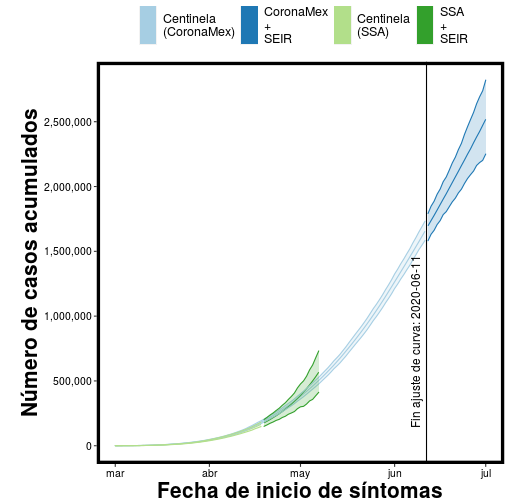 Centinela
(CoronaMex)
CoronaMex
+
SEIR
Centinela
(SSA)
SSA
+
SEIR
Número de casos acumulados
2,500,000
2,000,000
1,500,000
1,000,000
500,000
0
Fin ajuste de curva: 2020-06-11
mar
abr
may
jun
jul
Fecha de inicio de síntomas